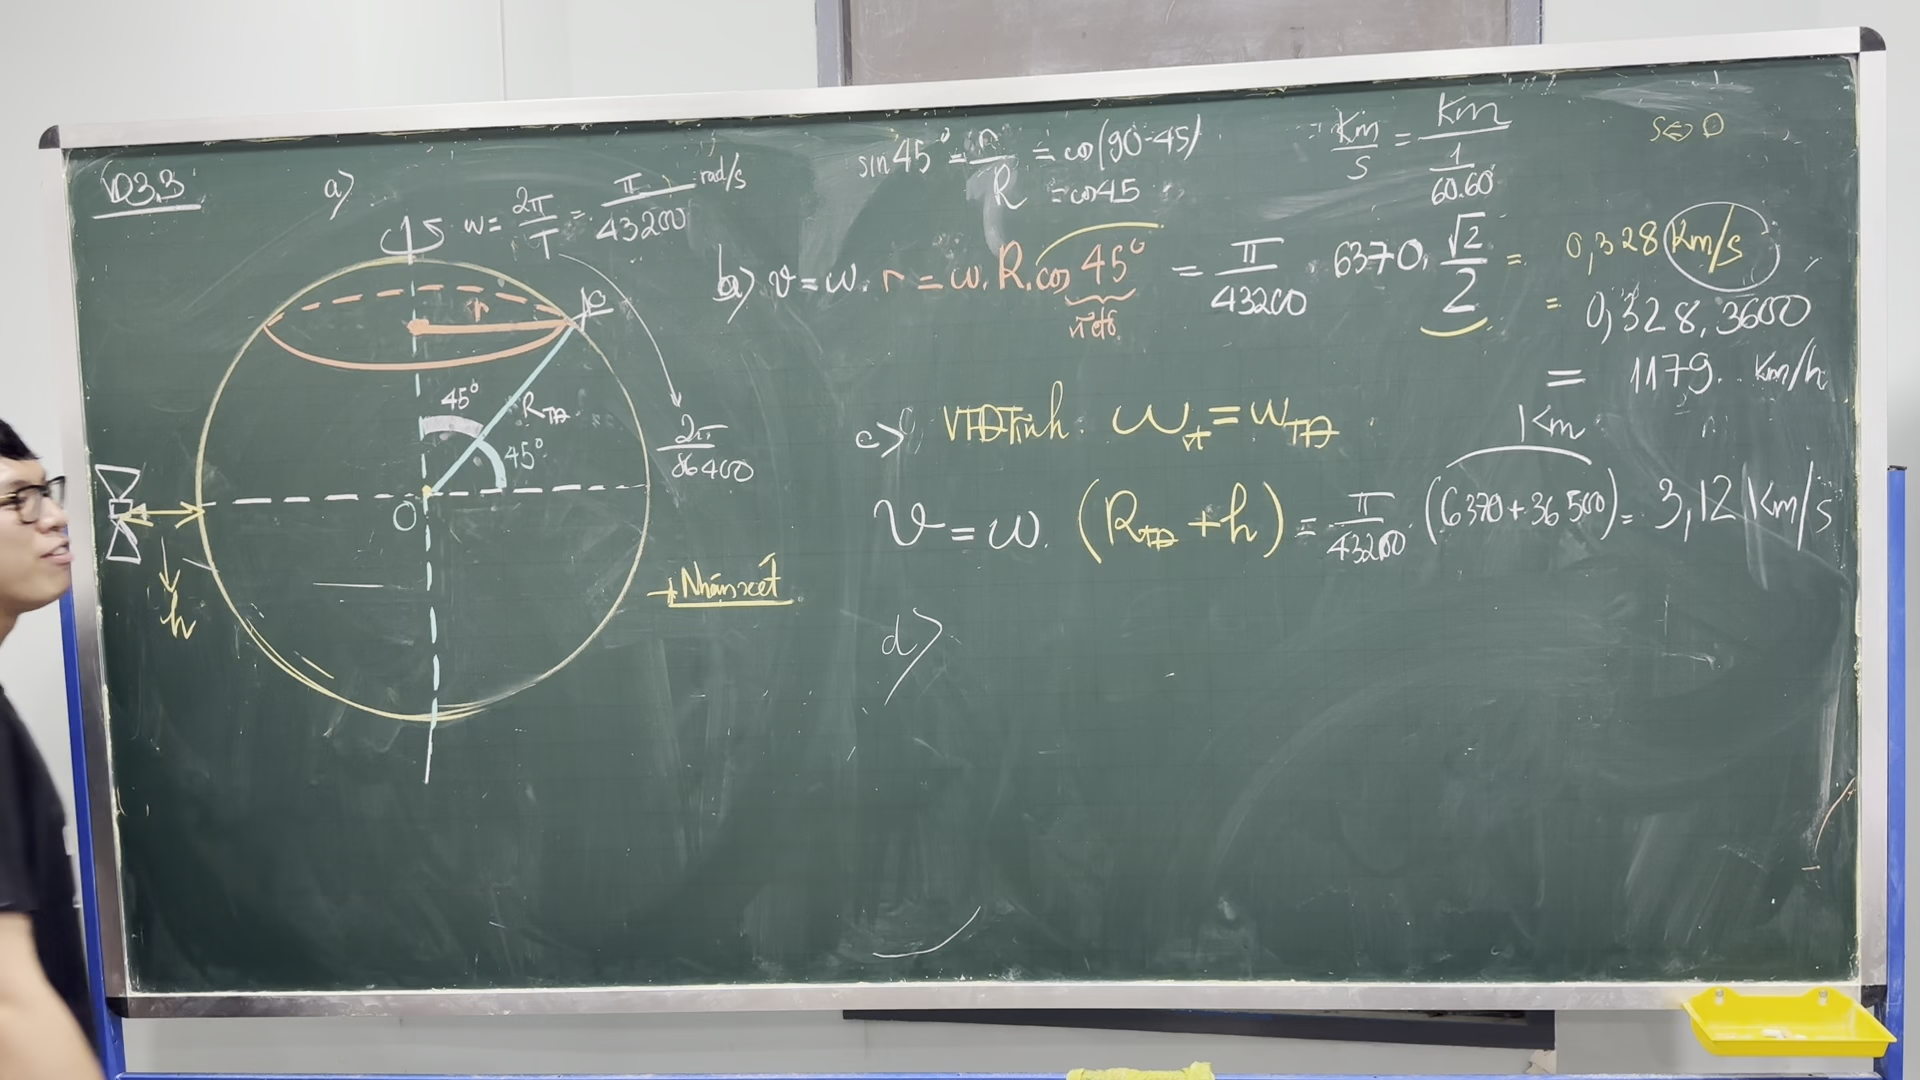 VD3.3
a)
ω = 2π/T = π/43200 rad/s
2π/86400
r
45°
R_TĐ
45°
O
h
+ Nhận xét
sin 45° = r/R = cos(90-45)
= cos45
km/s = km/(1/60.60)
b) v = ω. r = ω. R. cos 45° = π/43200 6370. √2/2 = 0,328 km/s
= 0,328. 3600
= 1179. km/h
c) VTĐTĩnh. ω_vt = ω_TĐ
km
v = ω. (R_TĐ + h) = π/43200 . (6370 + 36500) = 3,12 km/s
d)